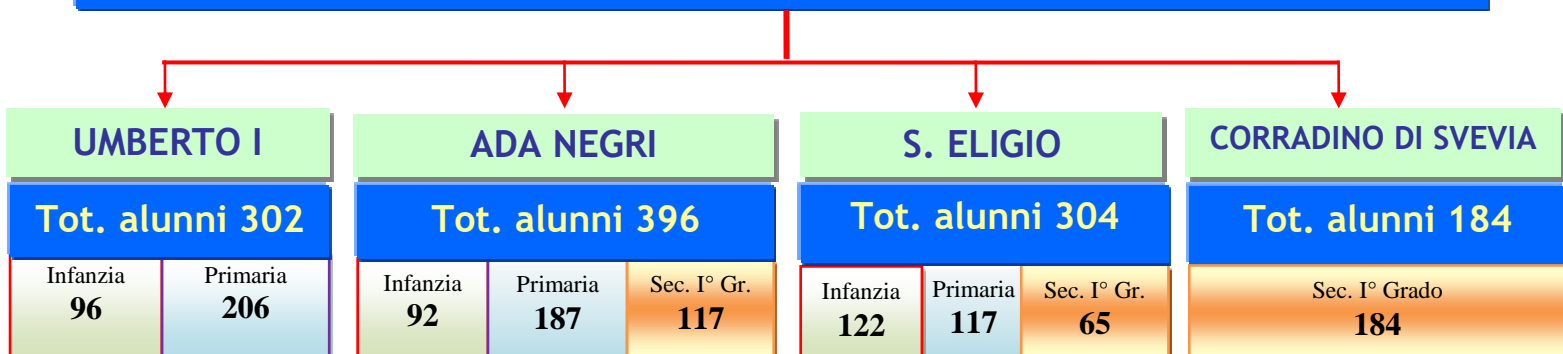 UMBERTO I
ADA NEGRI
S. ELIGIO
CORRADINO DI SVEVIA
Tot. alunni 302
Tot. alunni 396
Tot. alunni 304
Tot. alunni 184
Infanzia
96
Primaria
206
Infanzia
92
Primaria
187
Sec. I° Gr.
117
Infanzia
122
Primaria
117
Sec. I° Gr.
65
Sec. I° Grado
184